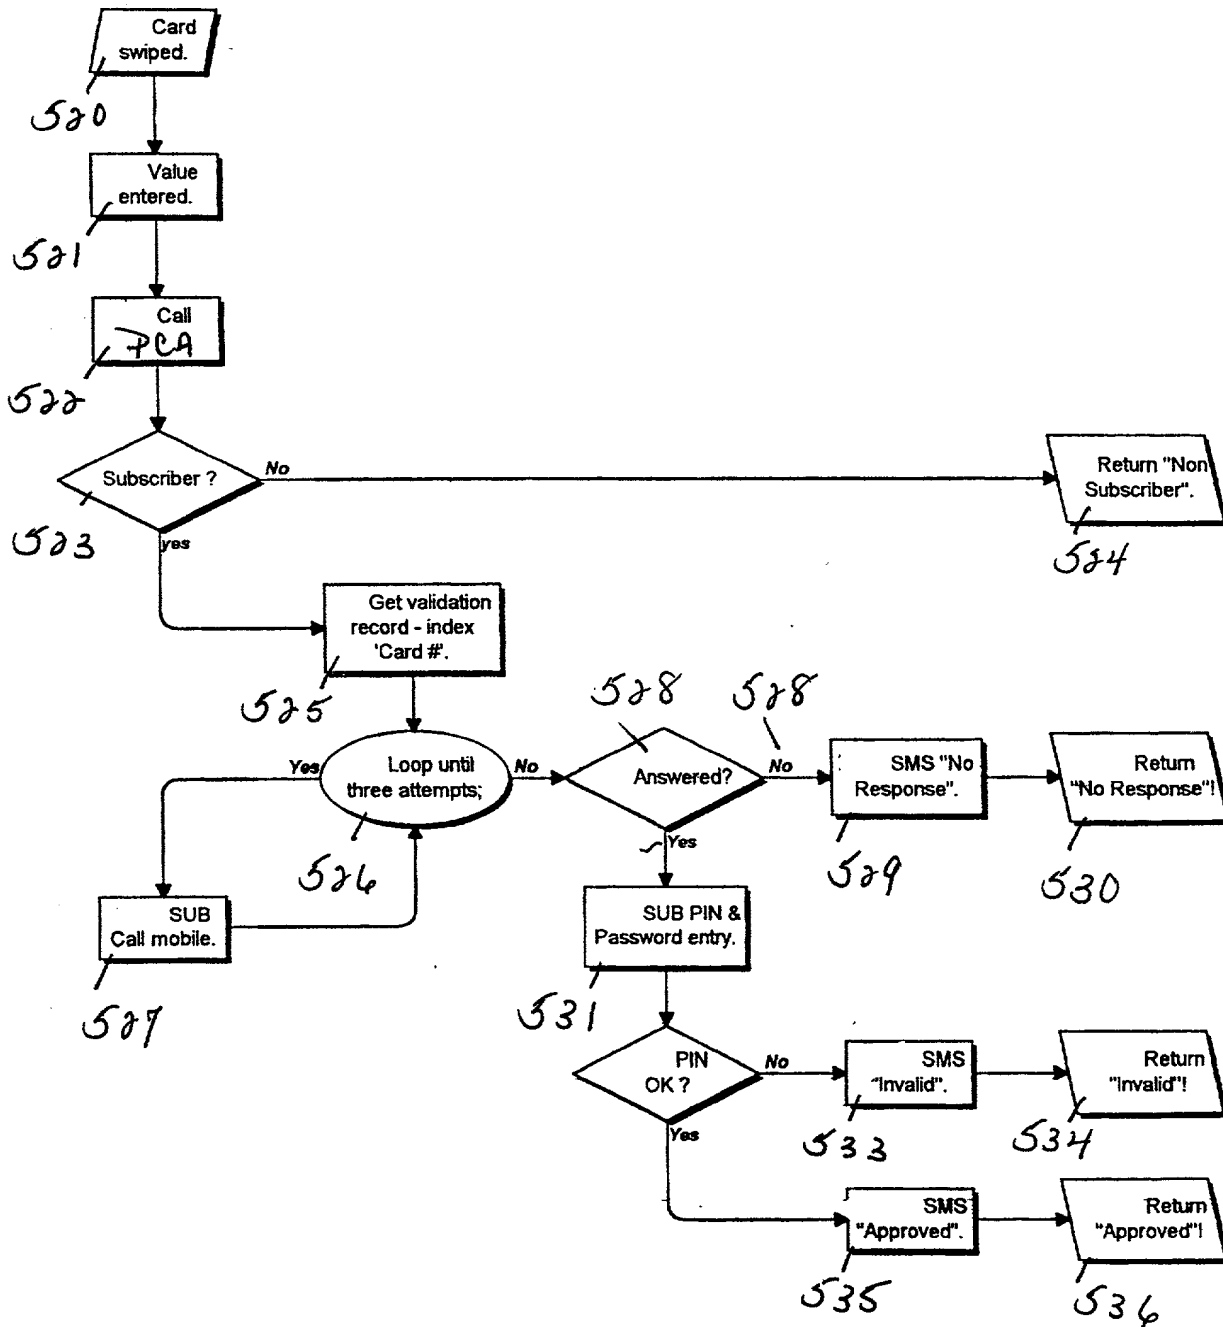 Card
swiped.
520
Value
entered.
521
Call
PCA
522
Subscriber ?
No
523
yes
Return "Non
Subscriber".
524
Get validation
record - index
'Card #'.
525
528
528
Yes
Loop until
three attempts;
No
526
Answered?
No
Yes
SMS "No
Response".
529
Return
"No Response"!
530
SUB
Call mobile.
527
SUB PIN &
Password entry.
531
PIN
OK ?
No
Yes
SMS
"Invalid".
533
Return
"Invalid"!
534
SMS
"Approved".
535
Return
"Approved"!
536